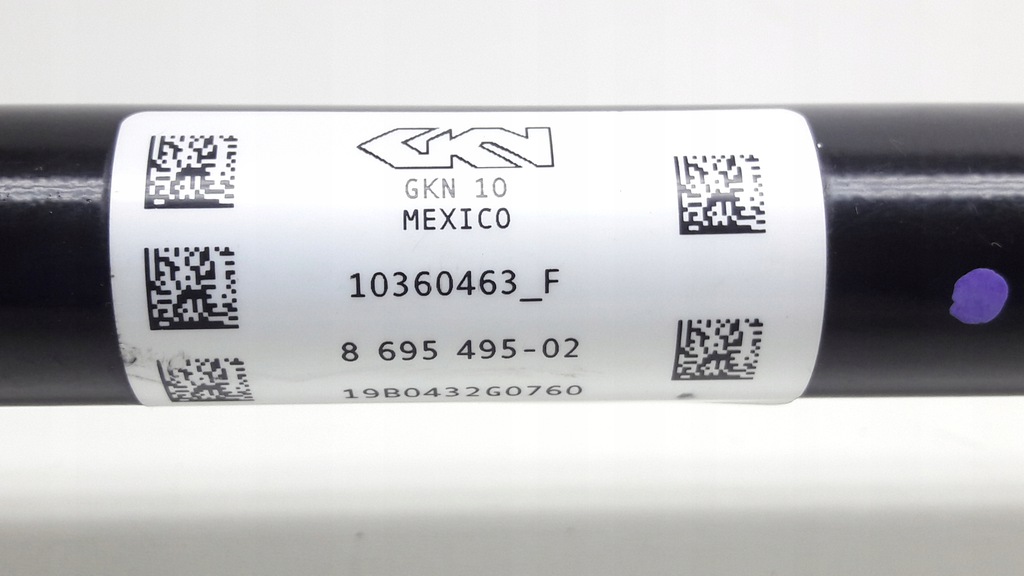 GKN
GKN 10
MEXICO
10360463_F
8 695 495-02
19B0432G0760